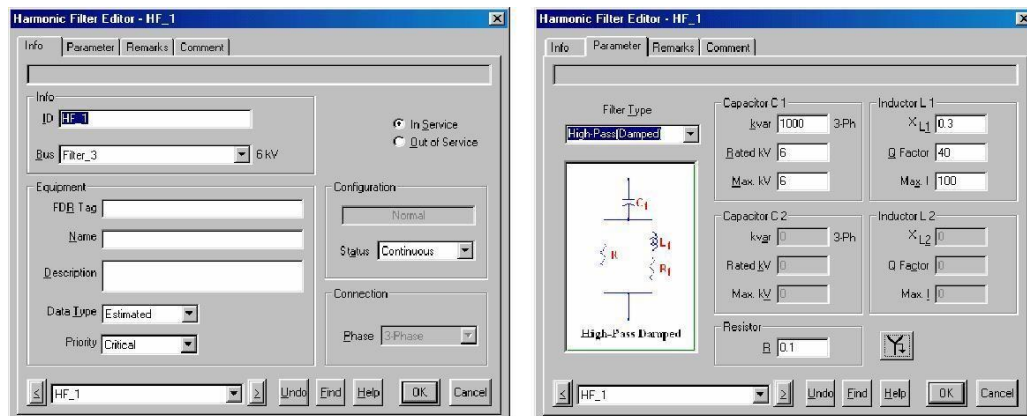 Harmonic Filter Editor - HF_1
Info Parameter Remarks Comment
Info
ID HF_1
Bus Filter_3 6 kV
In Service
Out of Service
Equipment
FDR Tag
Name
Description
Data Type Estimated
Priority Critical
Configuration
Normal
Status Continuous
Connection
Phase 3-Phase
< HF_1 > Undo Find Help OK Cancel
Harmonic Filter Editor - HF_1
Info Parameter Remarks Comment
Filter Type
High-Pass(Damped)
C1
R
L1
R1
High-Pass Damped
Capacitor C 1
kvar 1000 3-Ph
Rated kV 6
Max. kV 6
Inductor L 1
XL1 0.3
Q Factor 40
Max I 100
Capacitor C 2
kvar 0 3-Ph
Rated kV 0
Max. kV 0
Inductor L 2
XL2 0
Q Factor 0
Max. I 0
Resistor
R 0.1
< HF_1 > Undo Find Help OK Cancel